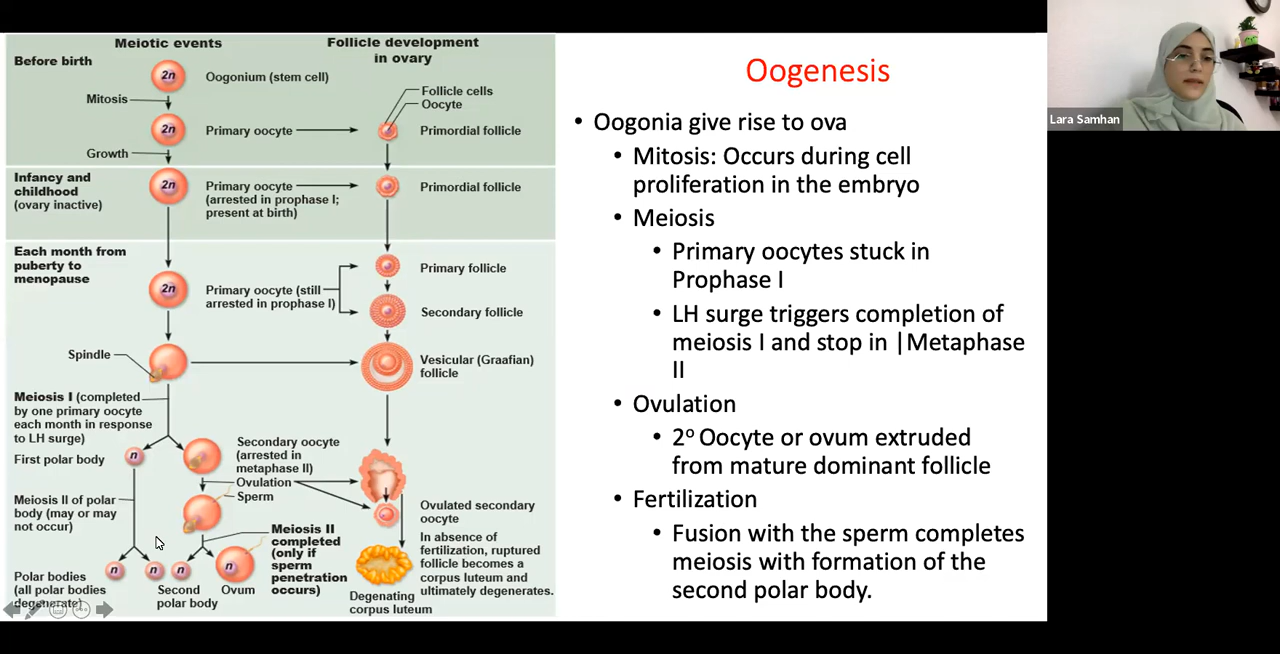 Meiotic events
Follicle development
in ovary
Before birth
2n
Oogonium (stem cell)
Follicle cells
Oocyte
Mitosis
2n
Primary oocyte
Primordial follicle
Growth
Infancy and
childhood
(ovary inactive)
2n
Primary oocyte
(arrested in prophase I;
present at birth)
Primordial follicle
Each month from
puberty to
menopause
2n
Primary oocyte (still
arrested in prophase I)
Primary follicle
Secondary follicle
Spindle
Vesicular (Graafian)
follicle
Meiosis I (completed
by one primary oocyte
each month in response
to LH surge)
First polar body
n
Secondary oocyte
(arrested in
metaphase II)
Ovulation
Sperm
Meiosis II of polar
body (may or may
not occur)
Ovulated secondary
oocyte
Meiosis II
completed
(only if
sperm
penetration
occurs)
In absence of
fertilization, ruptured
follicle becomes a
corpus luteum and
ultimately degenerates.
n
n
n
n
Polar bodies
(all polar bodies
degenerate)
Second
polar body
Ovum
Degenating
corpus luteum
Oogenesis
• Oogonia give rise to ova
• Mitosis: Occurs during cell
proliferation in the embryo
• Meiosis
• Primary oocytes stuck in
Prophase I
• LH surge triggers completion of
meiosis I and stop in |Metaphase
II
• Ovulation
• 2º Oocyte or ovum extruded
from mature dominant follicle
• Fertilization
• Fusion with the sperm completes
meiosis with formation of the
second polar body.
Lara Samhan